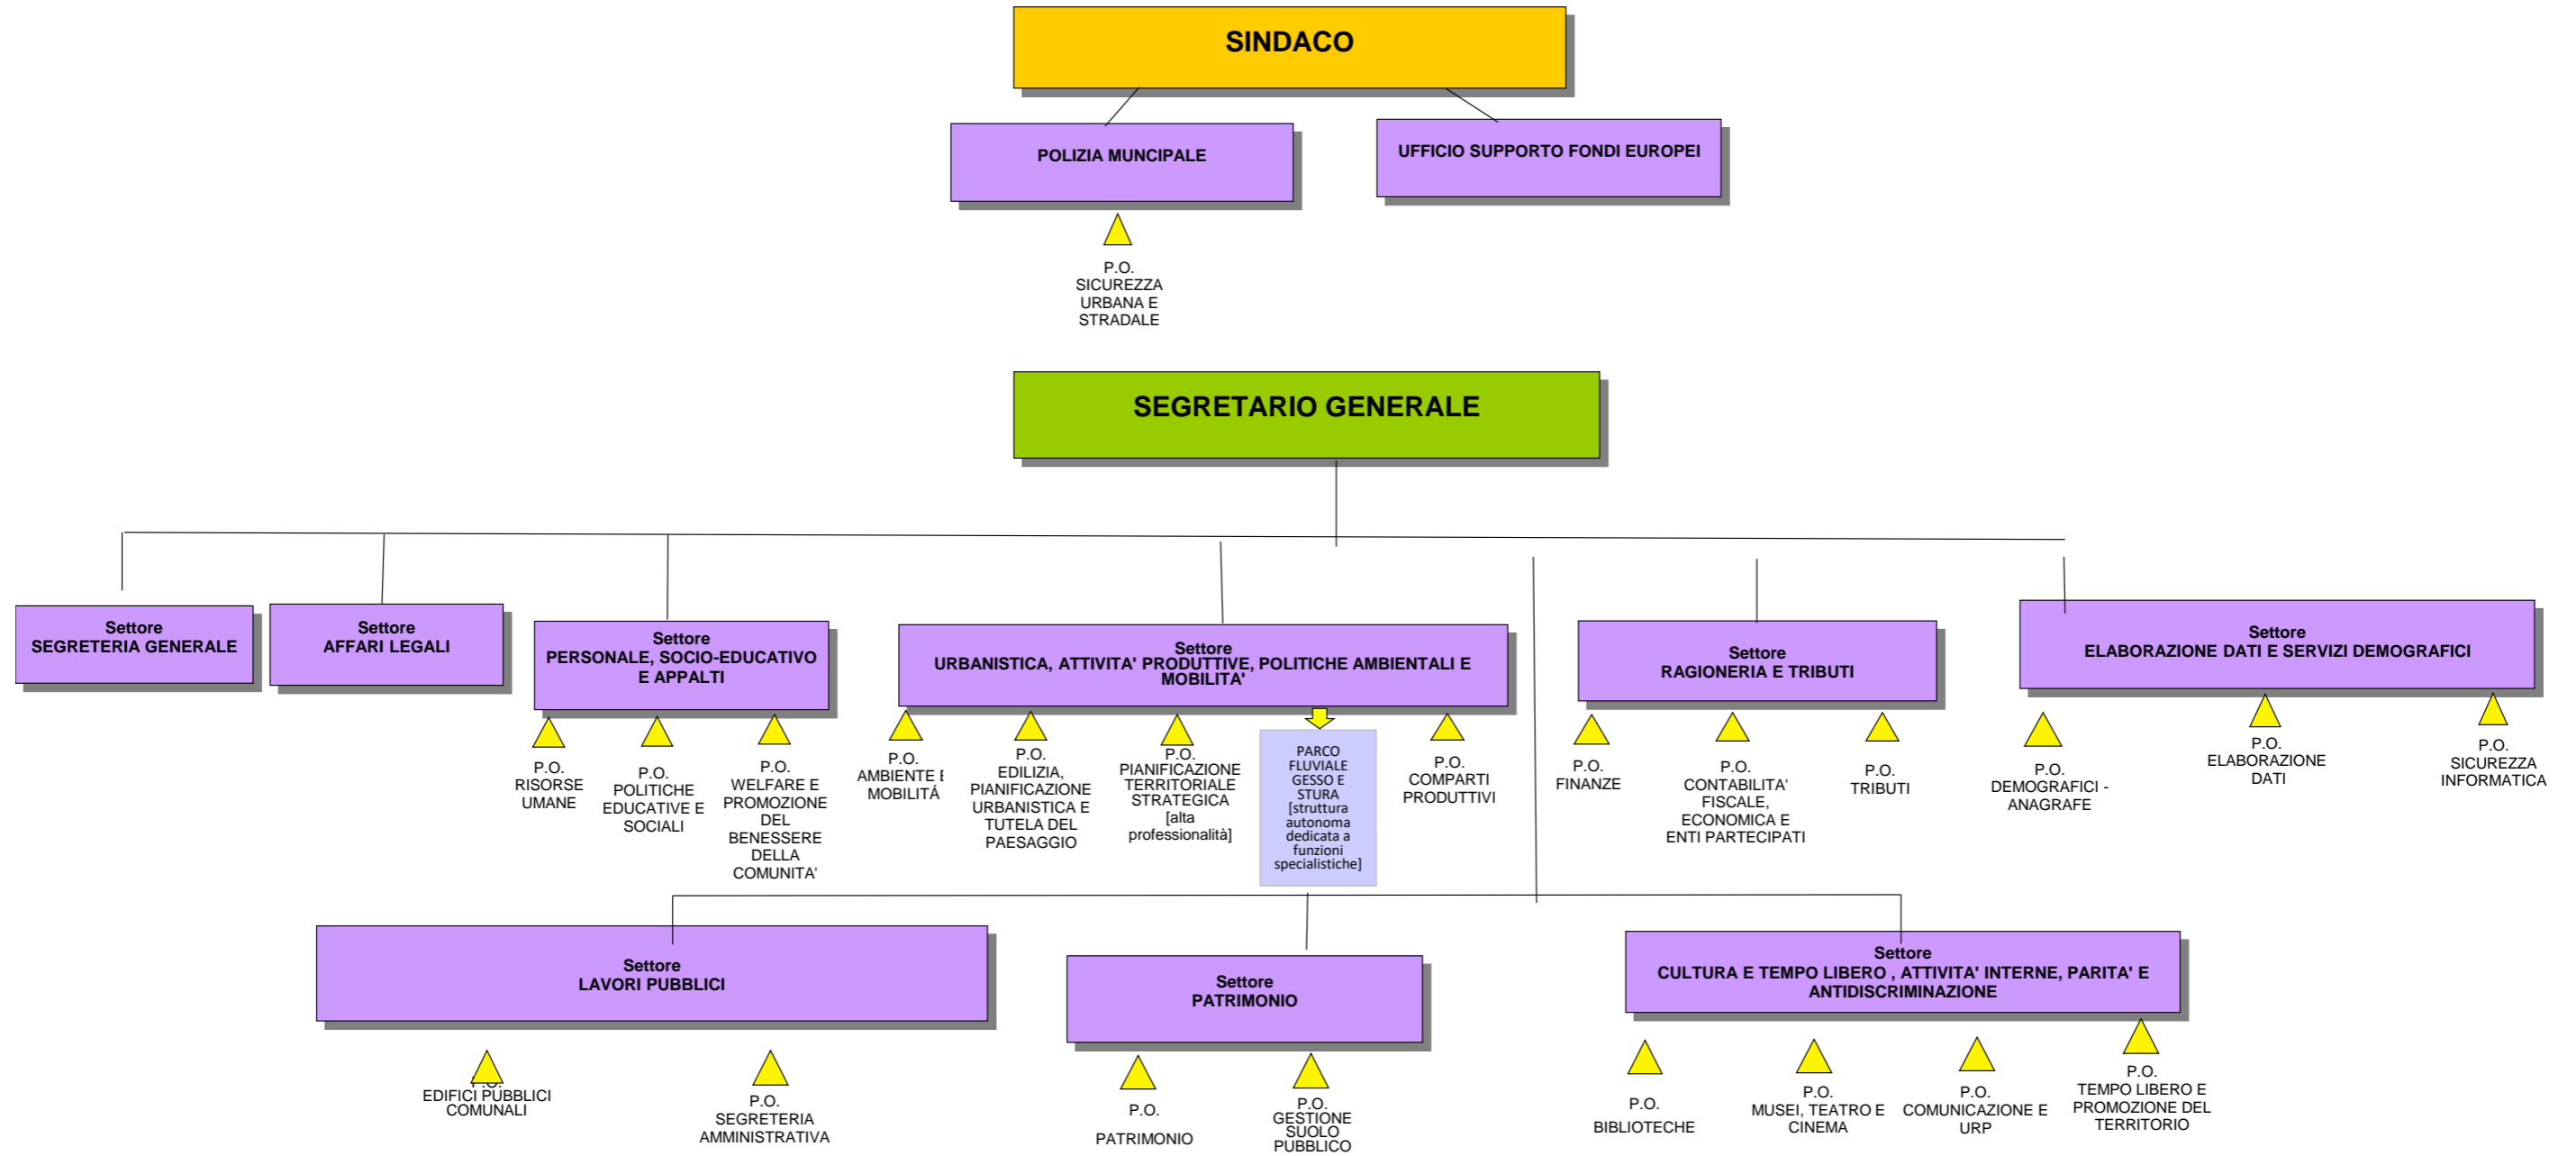 SINDACO
POLIZIA MUNCIPALE
UFFICIO SUPPORTO FONDI EUROPEI
P.O.
SICUREZZA
URBANA E
STRADALE
SEGRETARIO GENERALE
Settore
SEGRETERIA GENERALE
Settore
AFFARI LEGALI
Settore
PERSONALE, SOCIO-EDUCATIVO
E APPALTI
Settore
URBANISTICA, ATTIVITA' PRODUTTIVE, POLITICHE AMBIENTALI E
MOBILITA'
Settore
RAGIONERIA E TRIBUTI
Settore
ELABORAZIONE DATI E SERVIZI DEMOGRAFICI
P.O.
RISORSE
UMANE
P.O.
POLITICHE
EDUCATIVE E
SOCIALI
P.O.
WELFARE E
PROMOZIONE
DEL
BENESSERE
DELLA
COMUNITA'
P.O.
AMBIENTE E
MOBILITÁ
P.O.
EDILIZIA,
PIANIFICAZIONE
URBANISTICA E
TUTELA DEL
PAESAGGIO
P.O.
PIANIFICAZIONE
TERRITORIALE
STRATEGICA
[alta
professionalità]
PARCO
FLUVIALE
GESSO E
STURA
[struttura
autonoma
dedicata a
funzioni
specialistiche]
P.O.
COMPARTI
PRODUTTIVI
P.O.
FINANZE
P.O.
CONTABILITA'
FISCALE,
ECONOMICA E
ENTI PARTECIPATI
P.O.
TRIBUTI
P.O.
DEMOGRAFICI -
ANAGRAFE
P.O.
ELABORAZIONE
DATI
P.O.
SICUREZZA
INFORMATICA
Settore
LAVORI PUBBLICI
Settore
PATRIMONIO
Settore
CULTURA E TEMPO LIBERO , ATTIVITA' INTERNE, PARITA' E
ANTIDISCRIMINAZIONE
P.O.
EDIFICI PUBBLICI
COMUNALI
P.O.
SEGRETERIA
AMMINISTRATIVA
P.O.
PATRIMONIO
P.O.
GESTIONE
SUOLO
PUBBLICO
P.O.
BIBLIOTECHE
P.O.
MUSEI, TEATRO E
CINEMA
P.O.
COMUNICAZIONE E
URP
P.O.
TEMPO LIBERO E
PROMOZIONE DEL
TERRITORIO